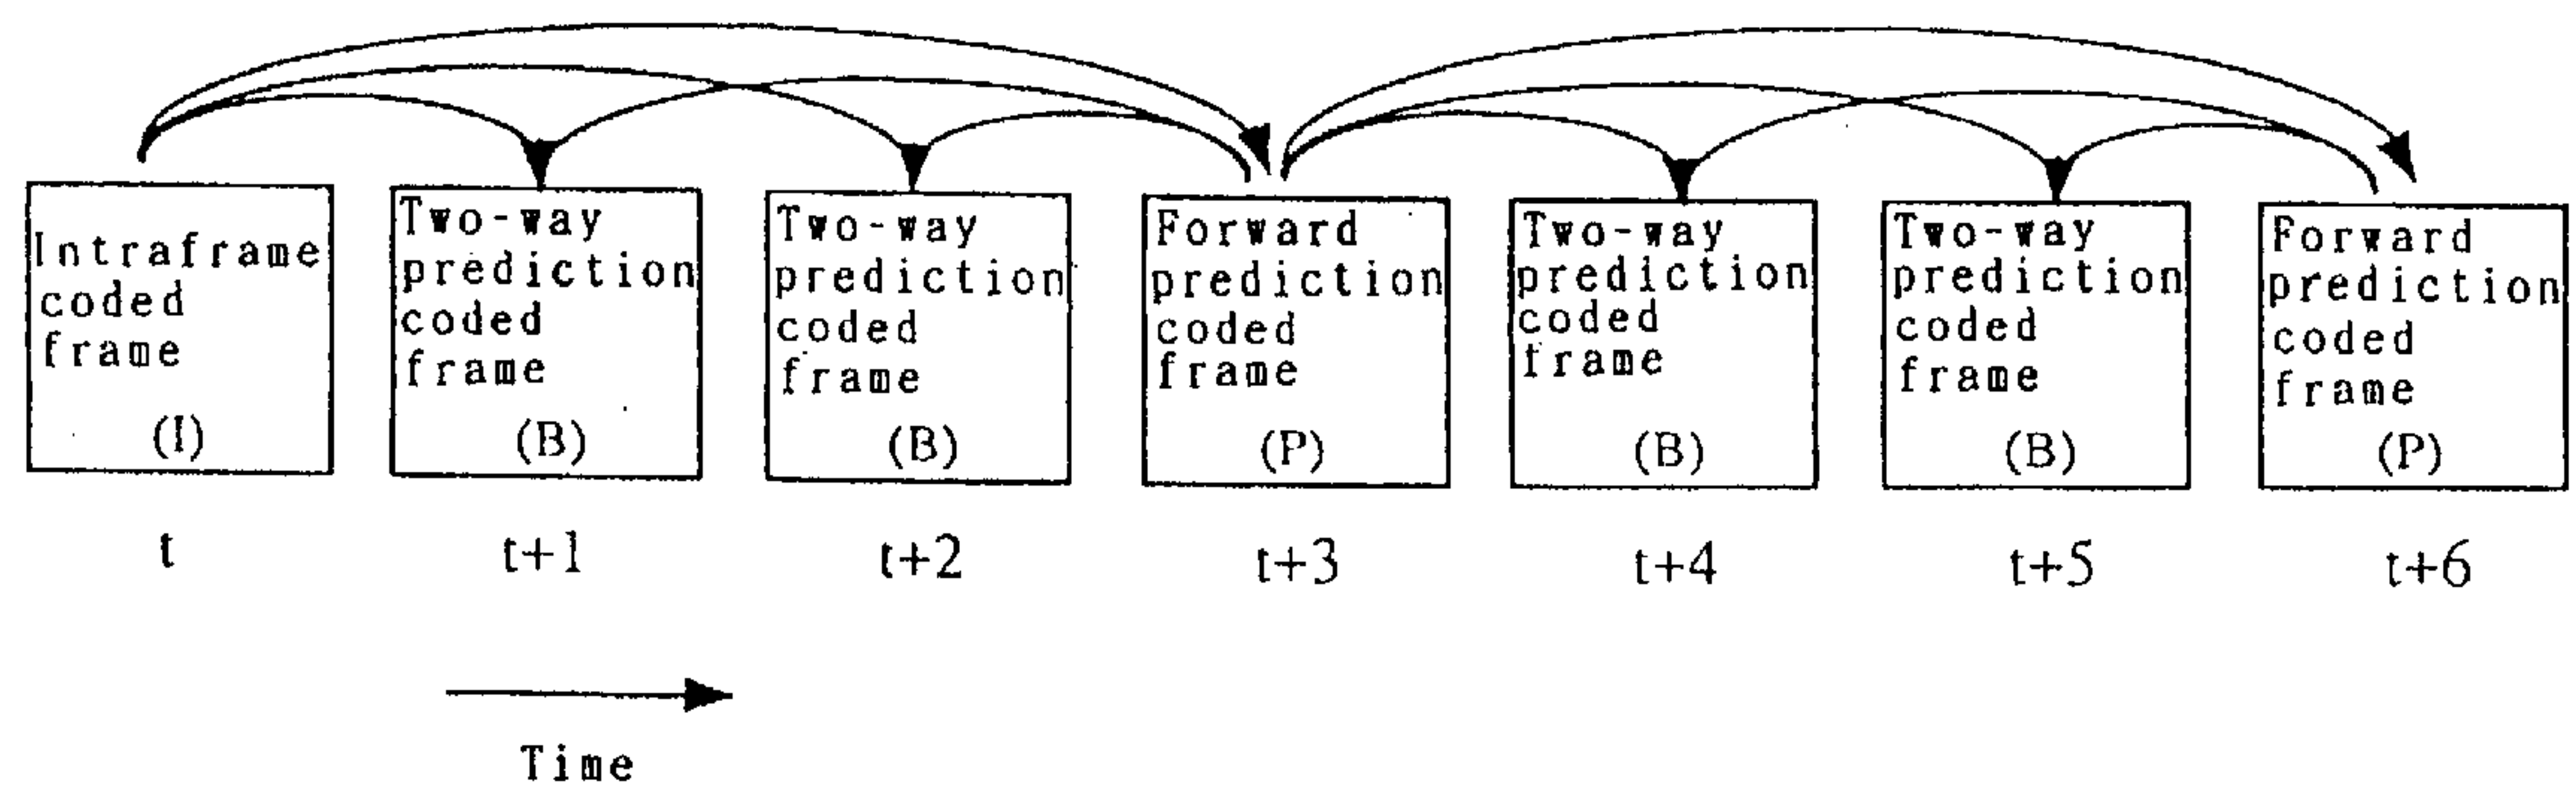 Intraframe
coded
frame
(I)
Two-way
prediction
coded
frame
(B)
Two-way
prediction
coded
frame
(B)
Forward
prediction
coded
frame
(P)
Two-way
prediction
coded
frame
(B)
Two-way
prediction
coded
frame
(B)
Forward
prediction
coded
frame
(P)
t
t+1
t+2
t+3
t+4
t+5
t+6
Time